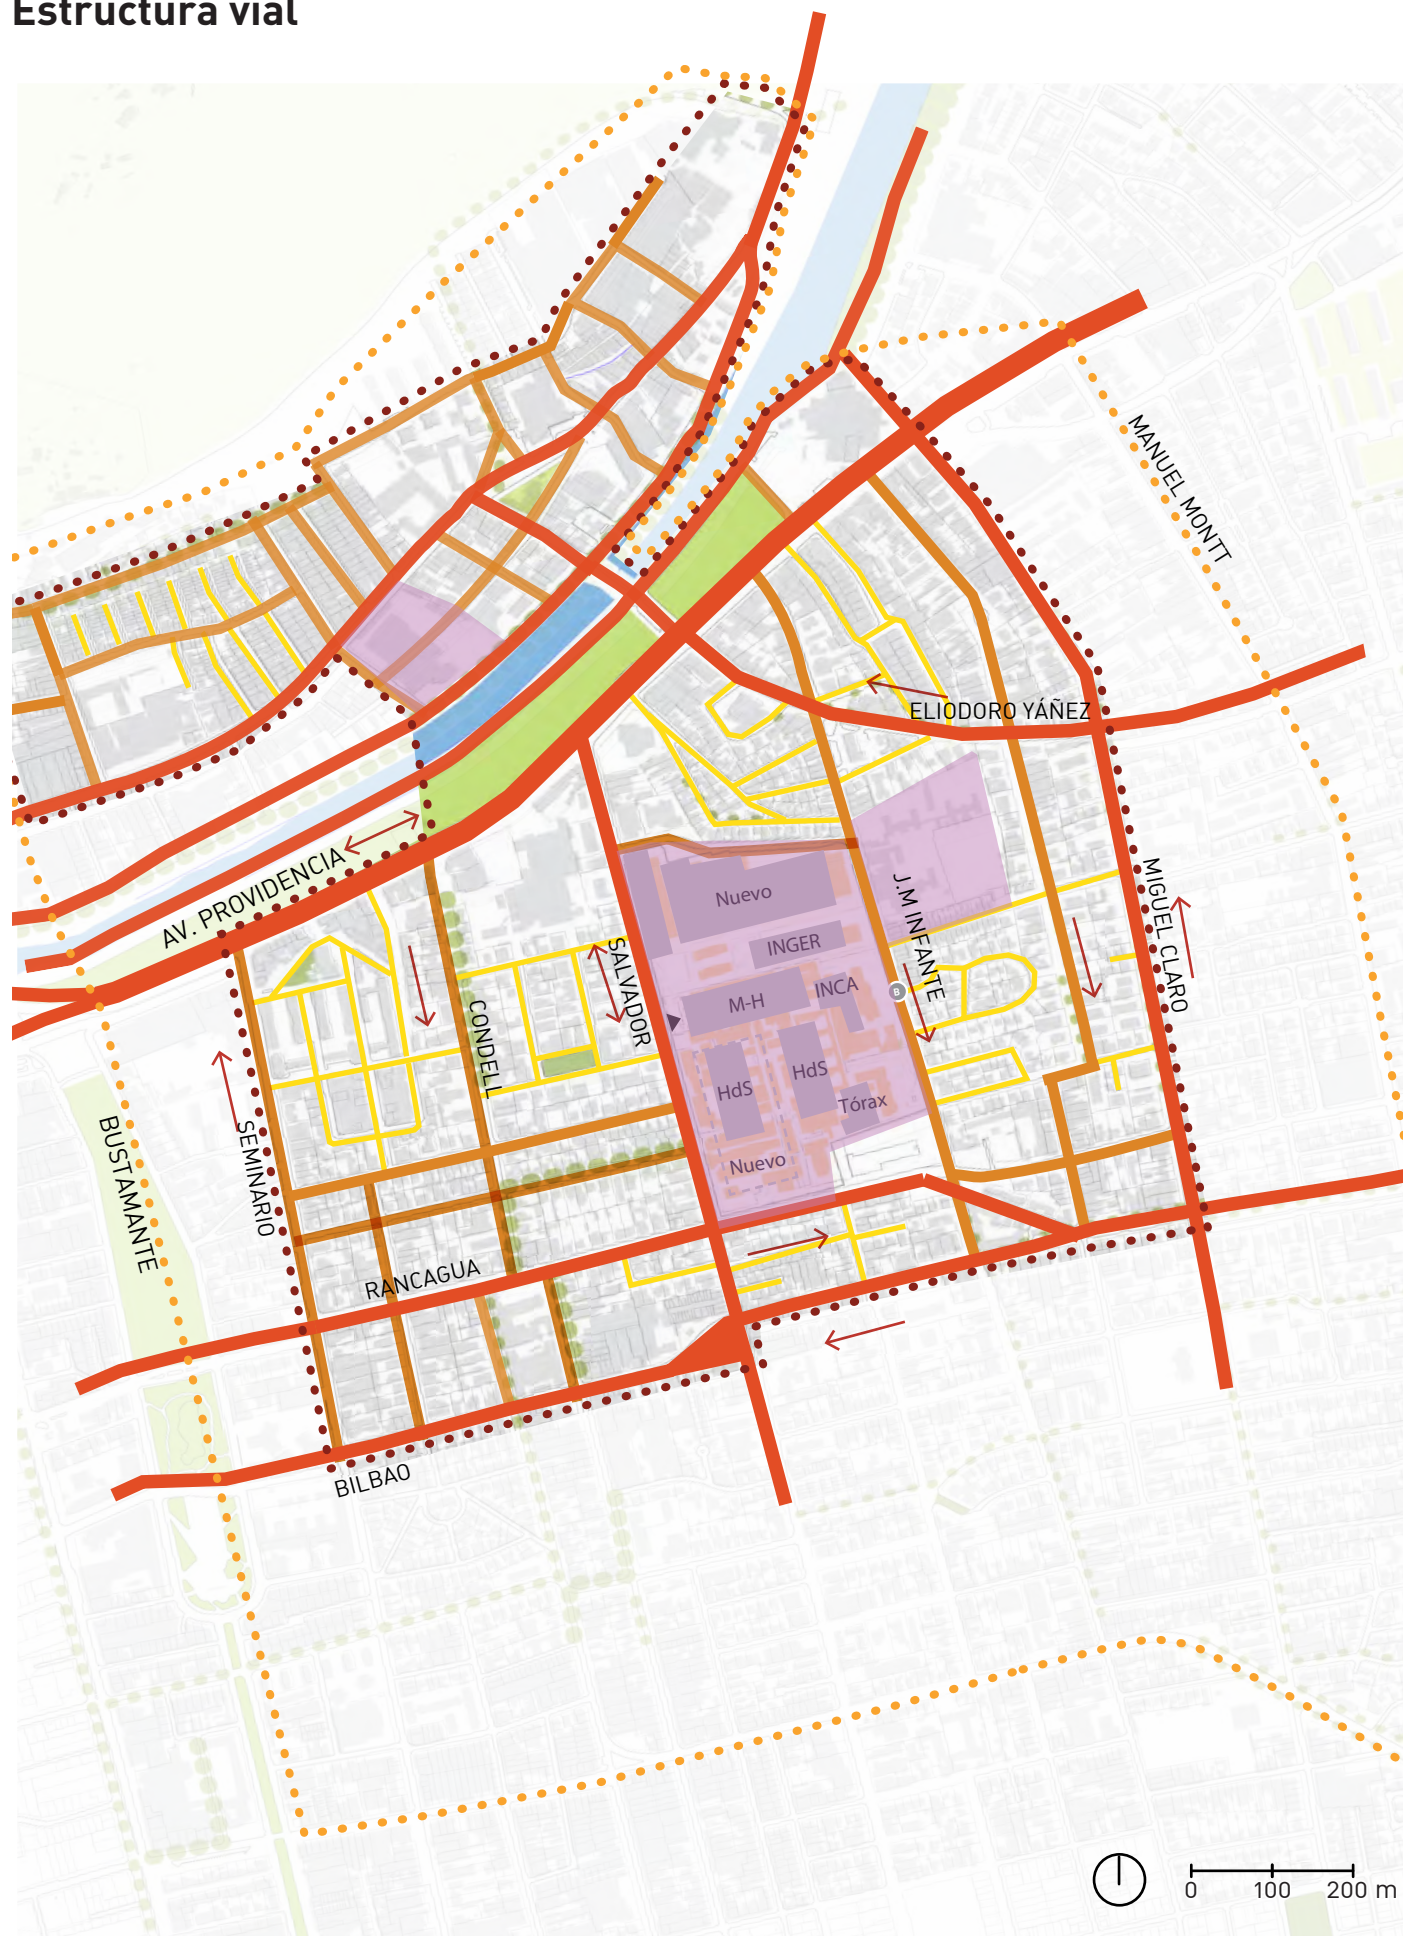 Estructura vial
MANUEL MONTT
ELIODORO YÁÑEZ
AV. PROVIDENCIA
MIGUEL CLARO
J.M INFANTE
Nuevo
INGER
SALVADOR
M-H
INCA
B
CONDELL
HdS
HdS
Tórax
BUSTAMANTE
SEMINARIO
Nuevo
RANCAGUA
BILBAO
0 100 200 m